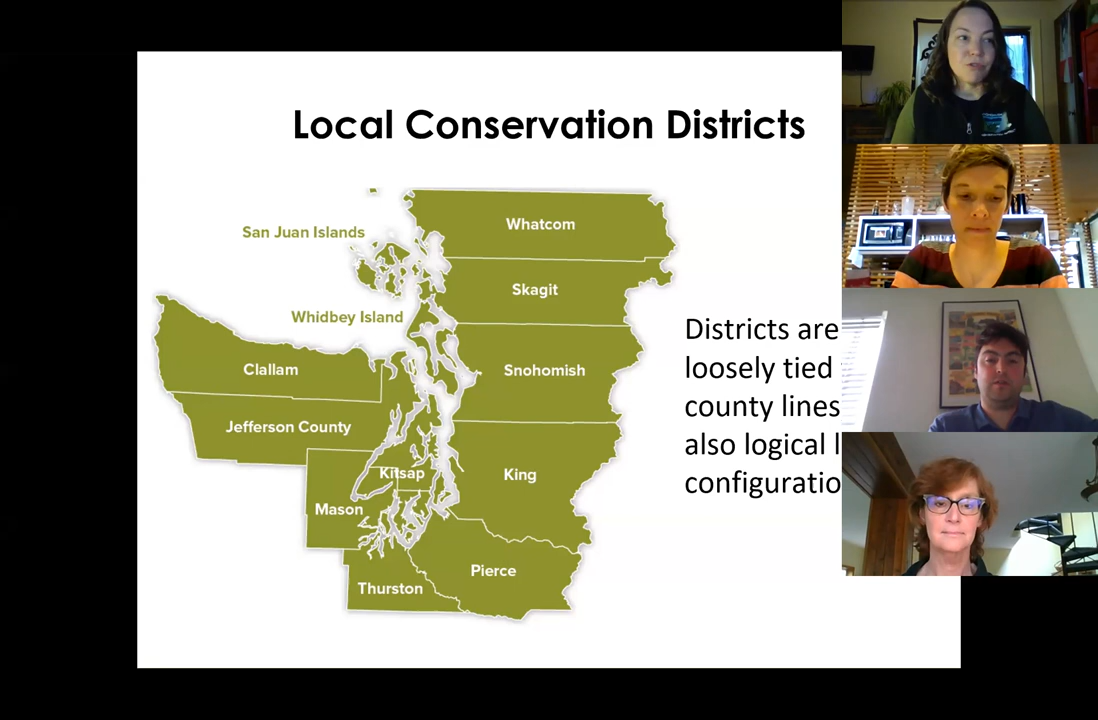 Local Conservation Districts
Whatcom
San Juan Islands
Skagit
Whidbey Island
Clallam
Snohomish
Jefferson County
Kitsap
King
Mason
Pierce
Thurston
Districts are
loosely tied
county lines
also logical